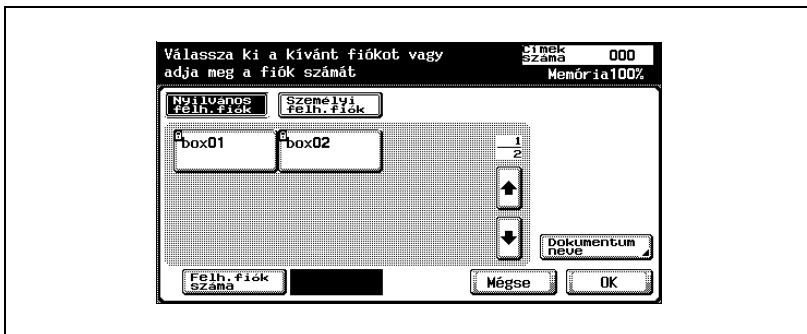 Válassza ki a kívánt fiókot vagy
adja meg a fiók számát
Címek
száma 000
Memória100%
Nyilvános
felh.fiók
Személyi
felh.fiók
box01
box02
1
2
Dokumentum
neve
Felh.fiók
száma
Mégse
OK